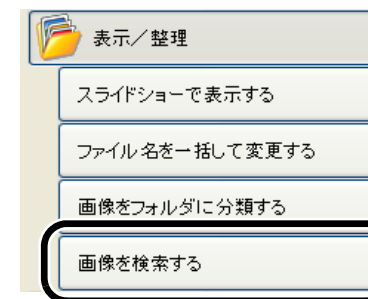 表示／整理
スライドショーで表示する
ファイル名を一括して変更する
画像をフォルダに分類する
画像を検索する